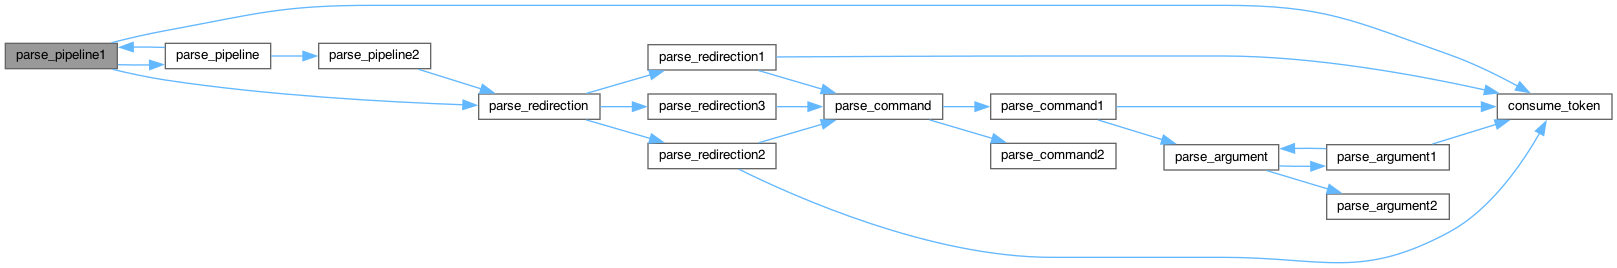 parse_pipeline1
parse_pipeline
parse_pipeline2
parse_redirection
parse_redirection1
parse_redirection3
parse_redirection2
parse_command
parse_command1
parse_command2
parse_argument
parse_argument1
parse_argument2
consume_token